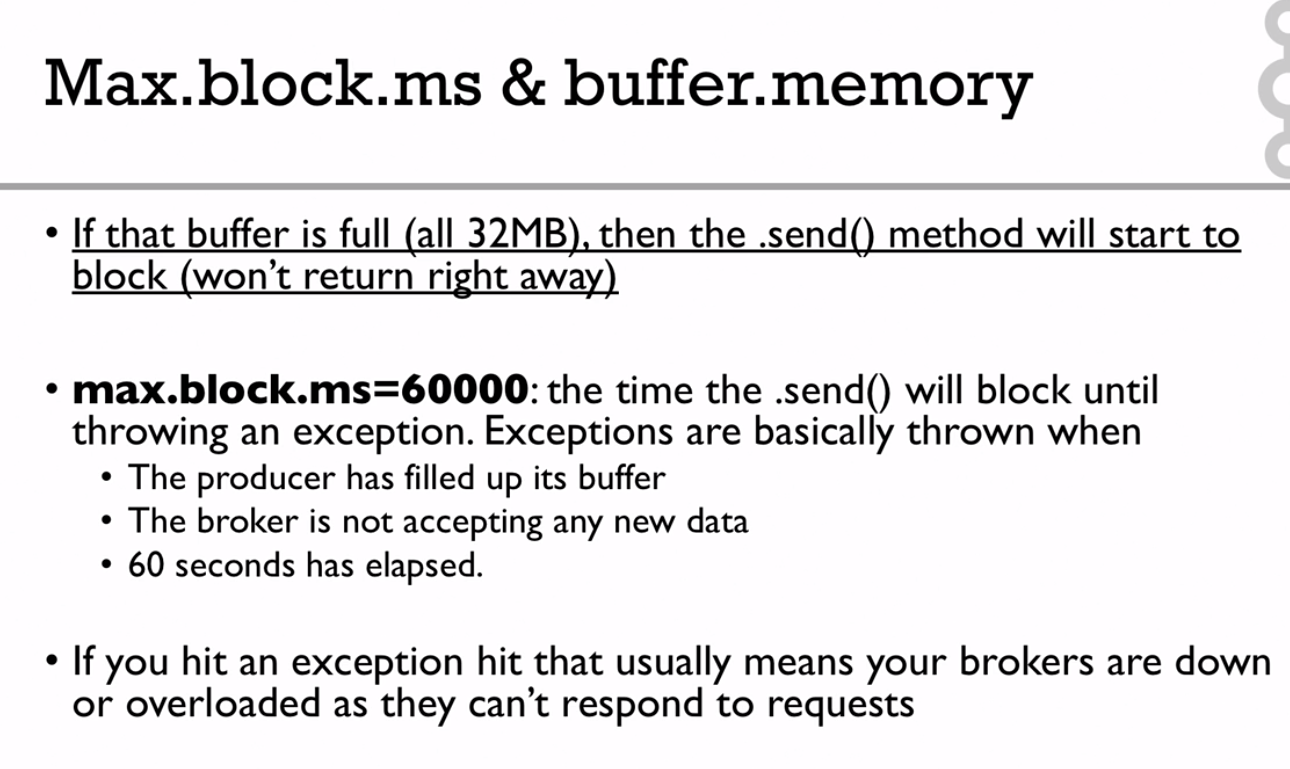 Max.block.ms & buffer.memory
• If that buffer is full (all 32MB), then the .send() method will start to
block (won’t return right away)
• max.block.ms=60000: the time the .send() will block until
throwing an exception. Exceptions are basically thrown when
• The producer has filled up its buffer
• The broker is not accepting any new data
• 60 seconds has elapsed.
• If you hit an exception hit that usually means your brokers are down
or overloaded as they can’t respond to requests